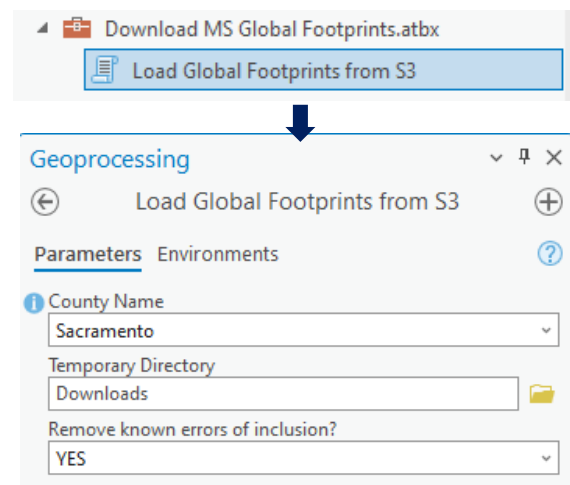 Download MS Global Footprints.atbx
Load Global Footprints from S3
Geoprocessing
Load Global Footprints from S3
Parameters Environments
County Name
Sacramento
Temporary Directory
Downloads
Remove known errors of inclusion?
YES